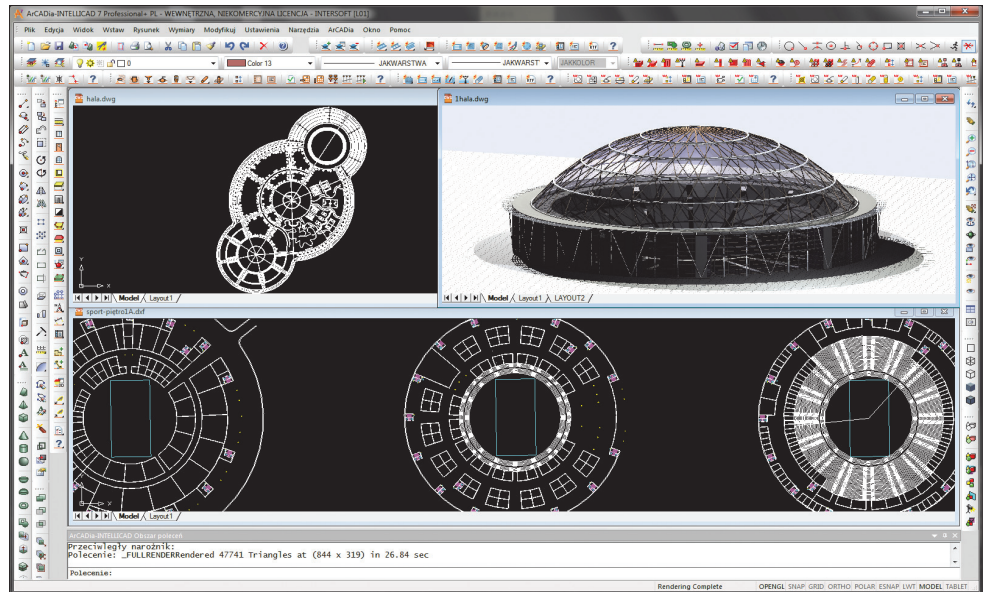 ArCADia-INTELLICAD 7 Professional+ PL - WEWNĘTRZNA, NIEKOMERCYJNA LICENCJA - INTERSOFT [L01]
Plik Edycja Widok Wstaw Rysunek Wymiary Modyfikuj Ustawienia Narzędzia ArCADia Okno Pomoc
0 Color 13 JAKWARSTWA JAKWARST JAKKOLOR
hala.dwg
1hala.dwg
Model Layout1
Model Layout1 LAYOUT2
sport-piętro1A.dxf
Model Layout1
ArCADia-INTELLICAD Obszar poleceń
Przeciwległy narożnik:
Polecenie: _FULLRENDERRendered 47741 Triangles at (844 x 319) in 26.84 sec
Polecenie:
Rendering Complete OPENGL SNAP GRID ORTHO POLAR ESNAP LWT MODEL TABLET